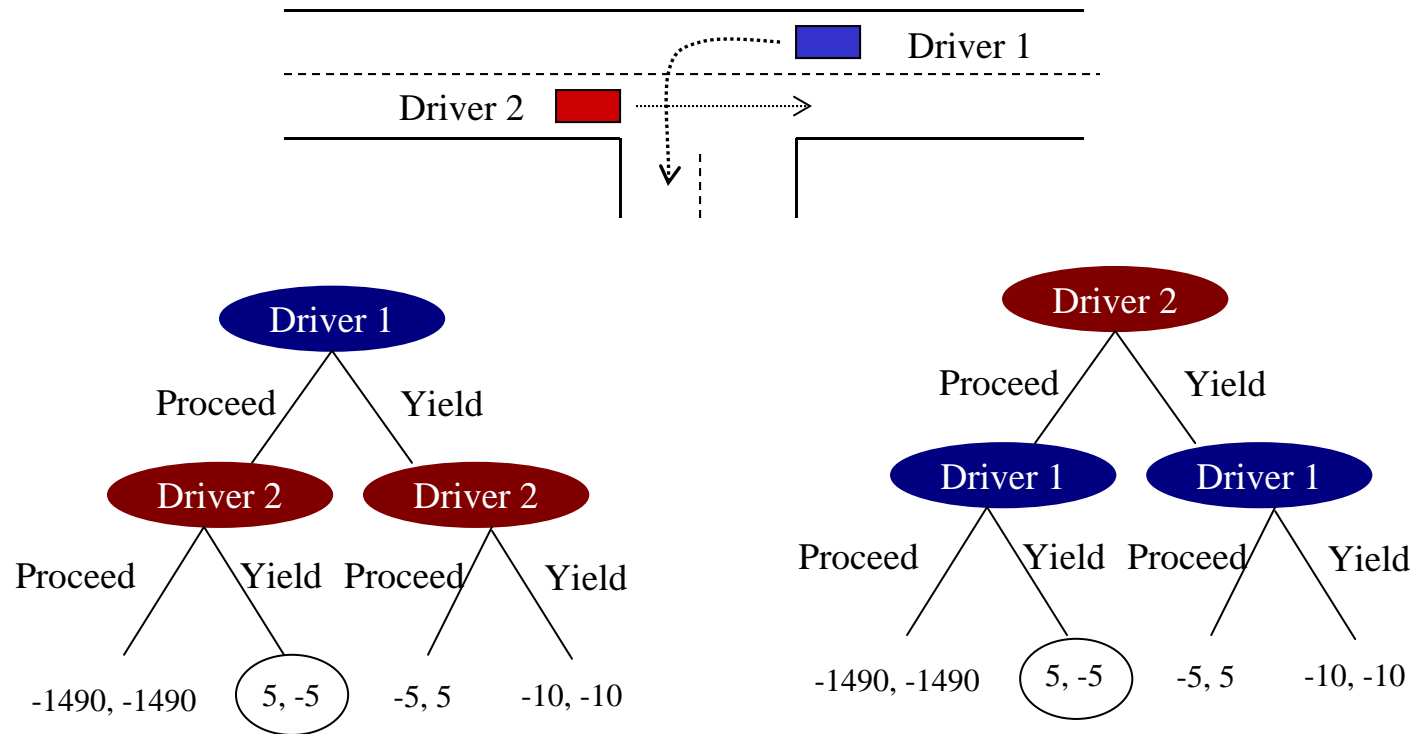 Driver 1
Driver 2
Driver 1
Proceed Yield
Driver 2 Driver 2
Proceed Yield Proceed Yield
-1490, -1490 5, -5 -5, 5 -10, -10
Driver 2
Proceed Yield
Driver 1 Driver 1
Proceed Yield Proceed Yield
-1490, -1490 5, -5 -5, 5 -10, -10